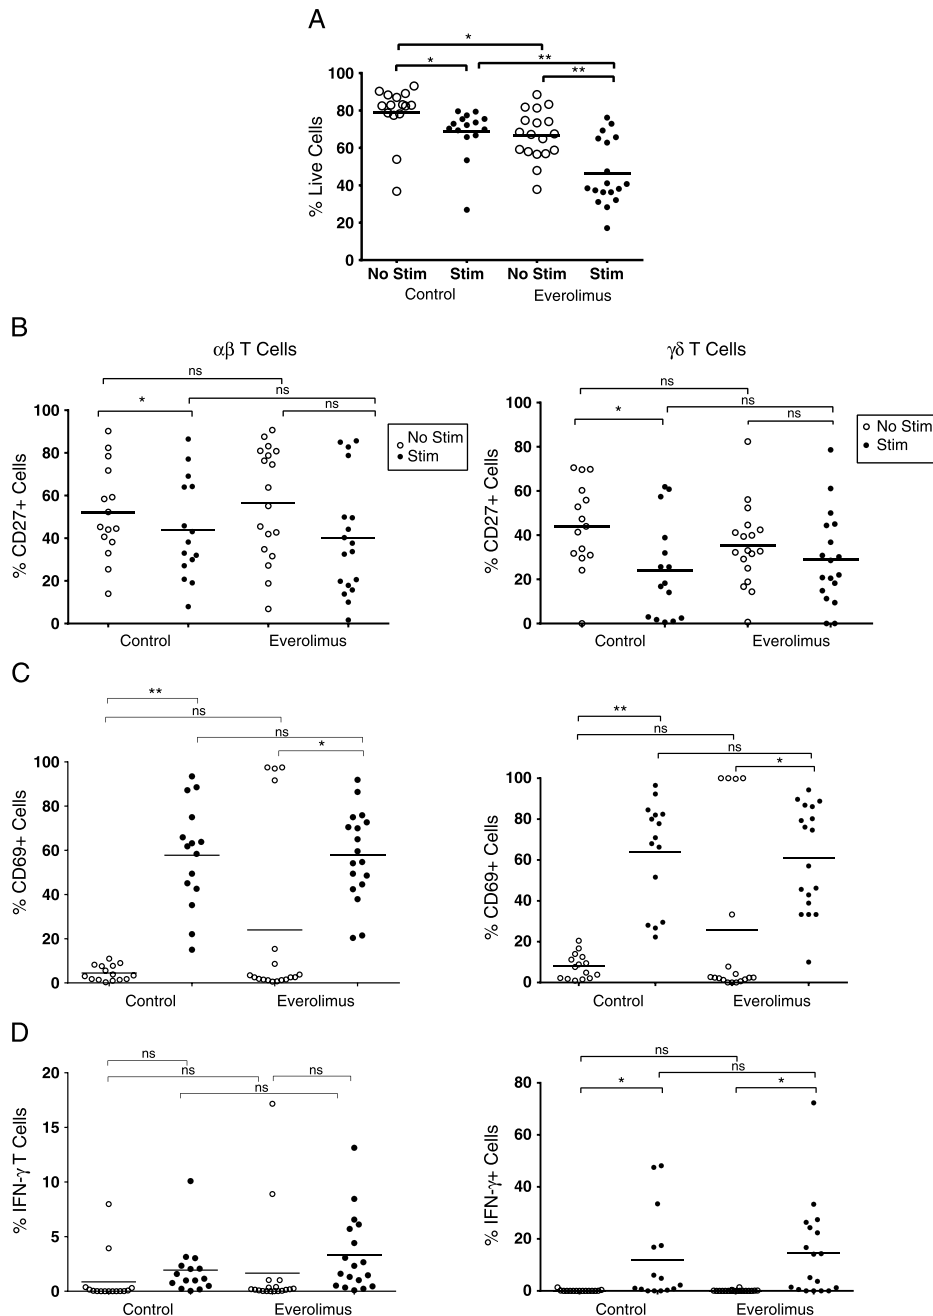 A
*
* **
**
100
80
60
40
20
0
% Live Cells
No Stim Stim No Stim Stim
Control Everolimus
B
αβ T Cells γδ T Cells
ns
* ns
ns
100
80
60
40
20
0
% CD27+ Cells
No Stim
Stim
Control Everolimus
ns
* ns
ns
100
80
60
40
20
0
% CD27+ Cells
No Stim
Stim
Control Everolimus
C
**
ns
ns
*
100
80
60
40
20
0
% CD69+ Cells
Control Everolimus
**
ns
ns
*
100
80
60
40
20
0
% CD69+ Cells
Control Everolimus
D
ns
ns ns
ns
20
15
10
5
0
% IFN-γ T Cells
Control Everolimus
ns
ns
* *
80
60
40
20
0
% IFN-γ+ Cells
Control Everolimus